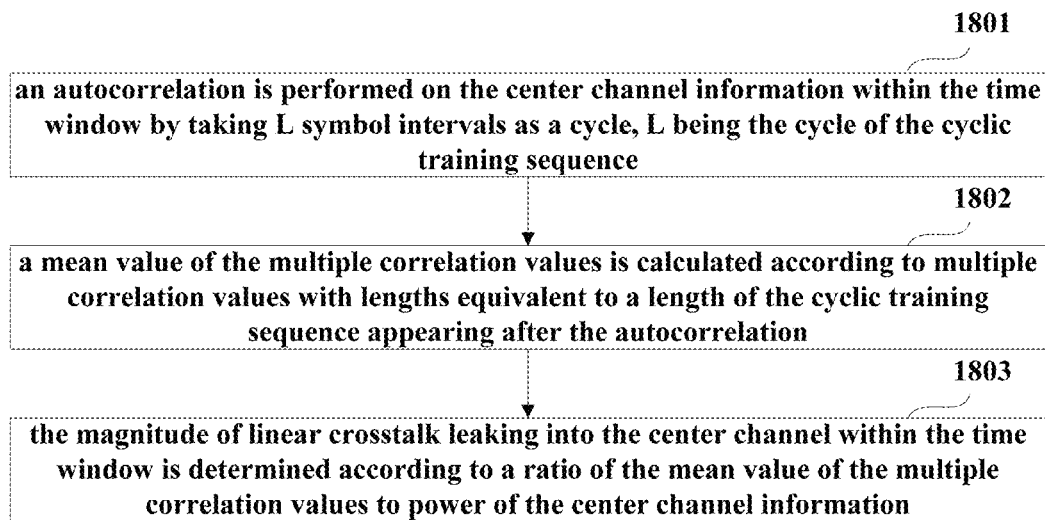 1801
an autocorrelation is performed on the center channel information within the time
window by taking L symbol intervals as a cycle, L being the cycle of the cyclic
training sequence
1802
a mean value of the multiple correlation values is calculated according to multiple
correlation values with lengths equivalent to a length of the cyclic training
sequence appearing after the autocorrelation
1803
the magnitude of linear crosstalk leaking into the center channel within the time
window is determined according to a ratio of the mean value of the multiple
correlation values to power of the center channel information